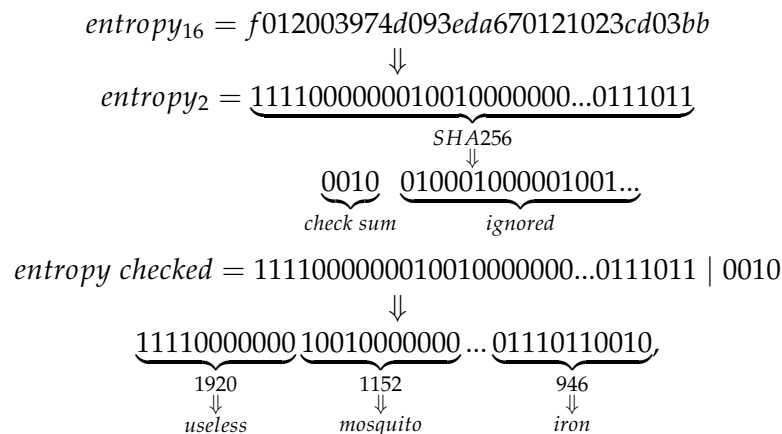 entropy₁₆ = f012003974d093eda670121023cd03bb
⇓
entropy₂ = 1111000000010010000000...0111011
SHA256
⇓
0010 010001000001001...
check sum ignored
entropy checked = 1111000000010010000000...0111011 | 0010
⇓
11110000000 10010000000 ... 01110110010,
1920 1152 946
⇓ ⇓ ⇓
useless mosquito iron